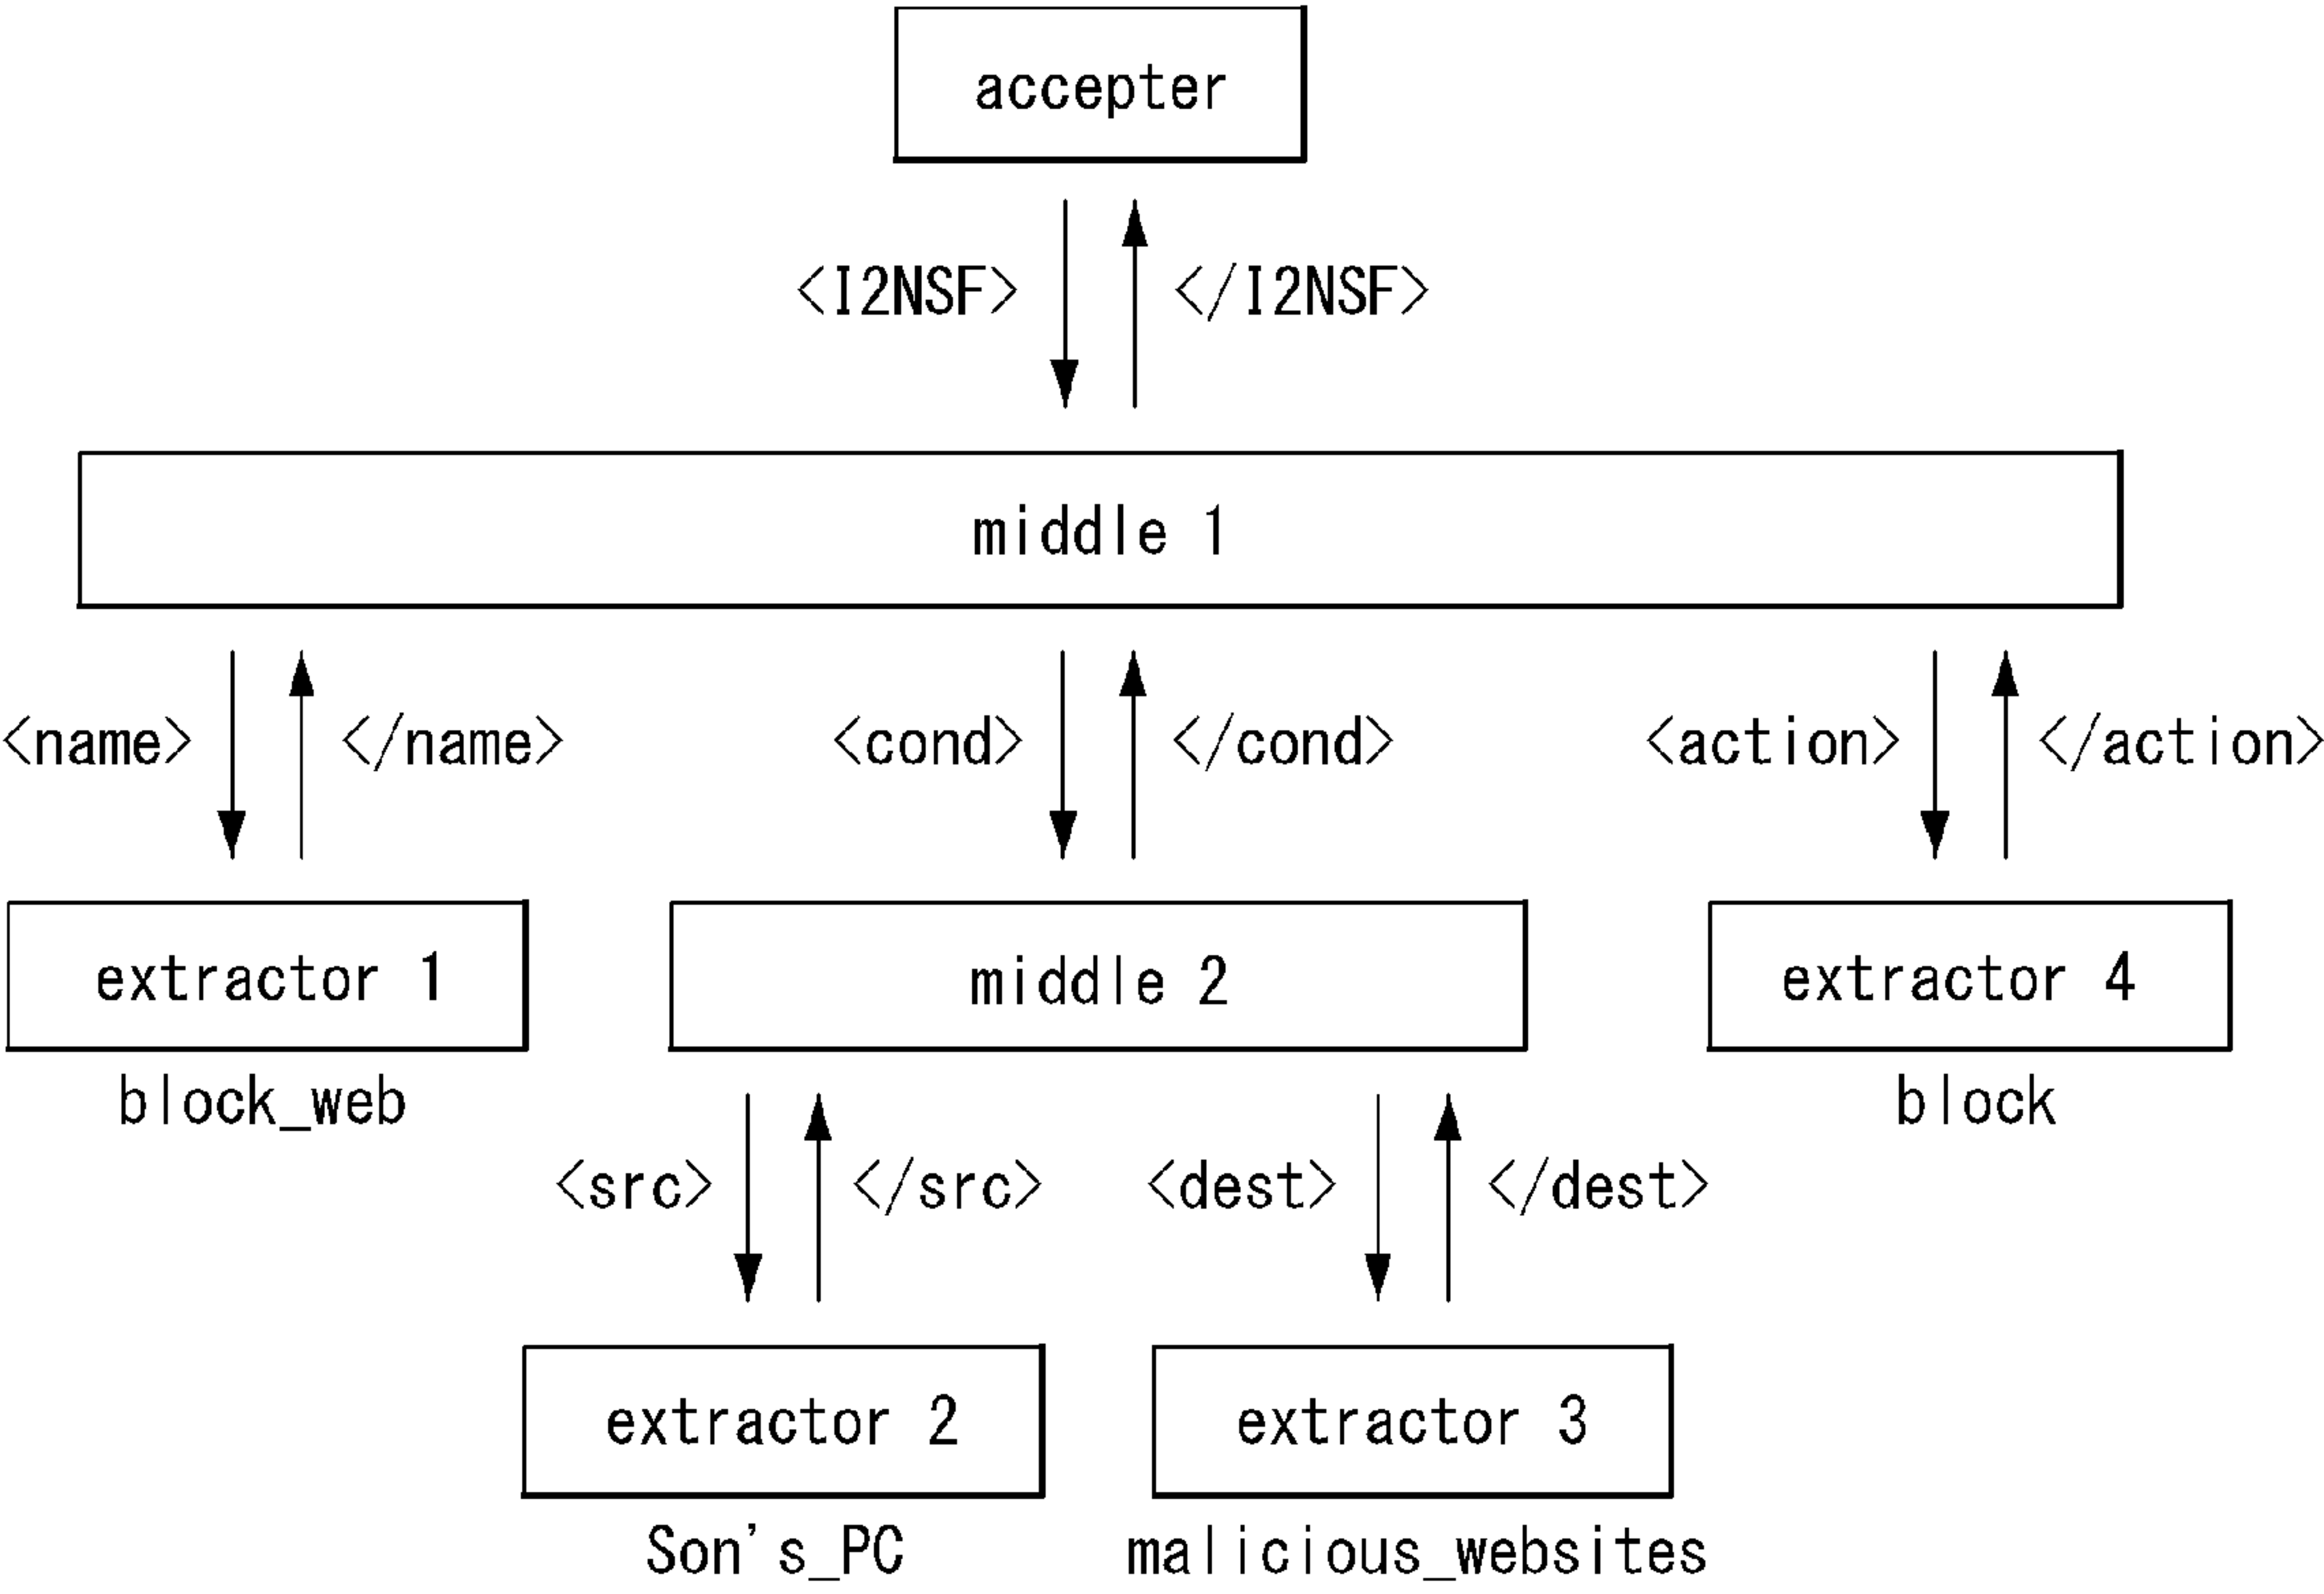 accepter
<I2NSF> </I2NSF>
middle 1
<name> </name> <cond> </cond> <action> </action>
extractor 1 middle 2 extractor 4
block_web block
<src> </src> <dest> </dest>
extractor 2 extractor 3
Son's_PC malicious_websites